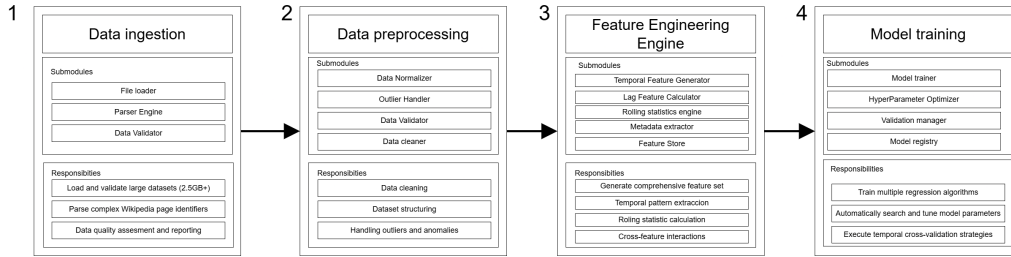 1
Data ingestion
Submodules
File loader
Parser Engine
Data Validator
Responsibities
Load and validate large datasets (2.5GB+)
Parse complex Wikipedia page identifiers
Data quality assesment and reporting
2
Data preprocessing
Submodules
Data Normalizer
Outlier Handler
Data Validator
Data cleaner
Responsibities
Data cleaning
Dataset structuring
Handling outliers and anomalies
3
Feature Engineering
Engine
Submodules
Temporal Feature Generator
Lag Feature Calculator
Rolling statistics engine
Metadata extractor
Feature Store
Responsibities
Generate comprehensive feature set
Temporal pattern extraccion
Roling statistic calculation
Cross-feature interactions
4
Model training
Submodules
Model trainer
HyperParameter Optimizer
Validation manager
Model registry
Responsibilities
Train multiple regression algorithms
Automatically search and tune model parameters
Execute temporal cross-validation strategies